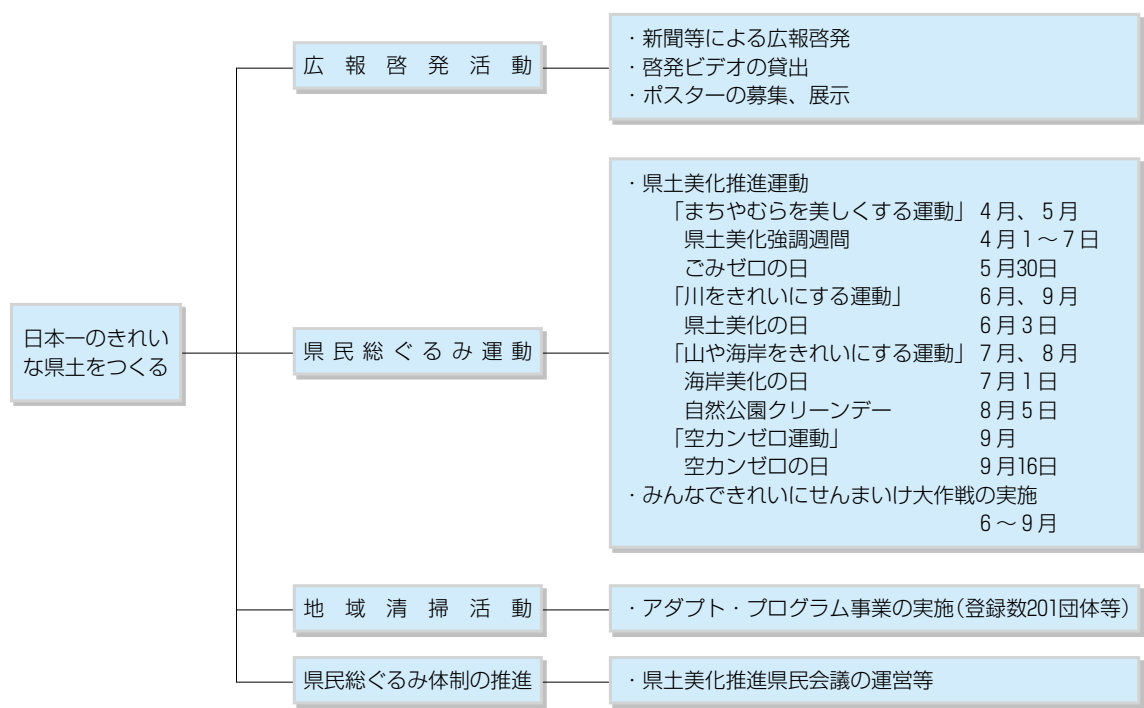 広報啓発活動
・新聞等による広報啓発
・啓発ビデオの貸出
・ポスターの募集、展示
日本一のきれい
な県土をつくる
県民総ぐるみ運動
・県土美化推進運動
「まちやむらを美しくする運動」 4月、5月
県土美化強調週間 4月1～7日
ごみゼロの日 5月30日
「川をきれいにする運動」 6月、9月
県土美化の日 6月3日
「山や海岸をきれいにする運動」 7月、8月
海岸美化の日 7月1日
自然公園クリーンデー 8月5日
「空カンゼロ運動」 9月
空カンゼロの日 9月16日
・みんなできれいにせんまいけ大作戦の実施
6～9月
地域清掃活動
・アダプト・プログラム事業の実施(登録数201団体等)
県民総ぐるみ体制の推進
・県土美化推進県民会議の運営等